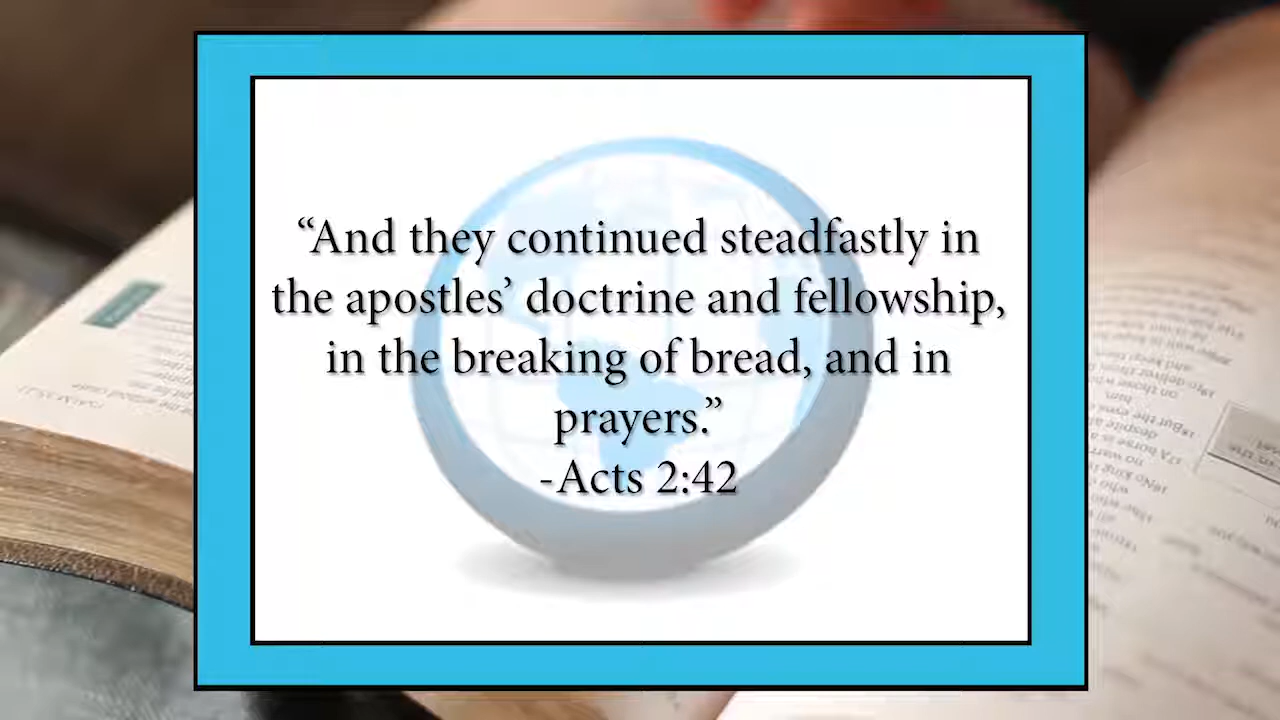 “And they continued steadfastly in
the apostles’ doctrine and fellowship,
in the breaking of bread, and in
prayers.”
-Acts 2:42